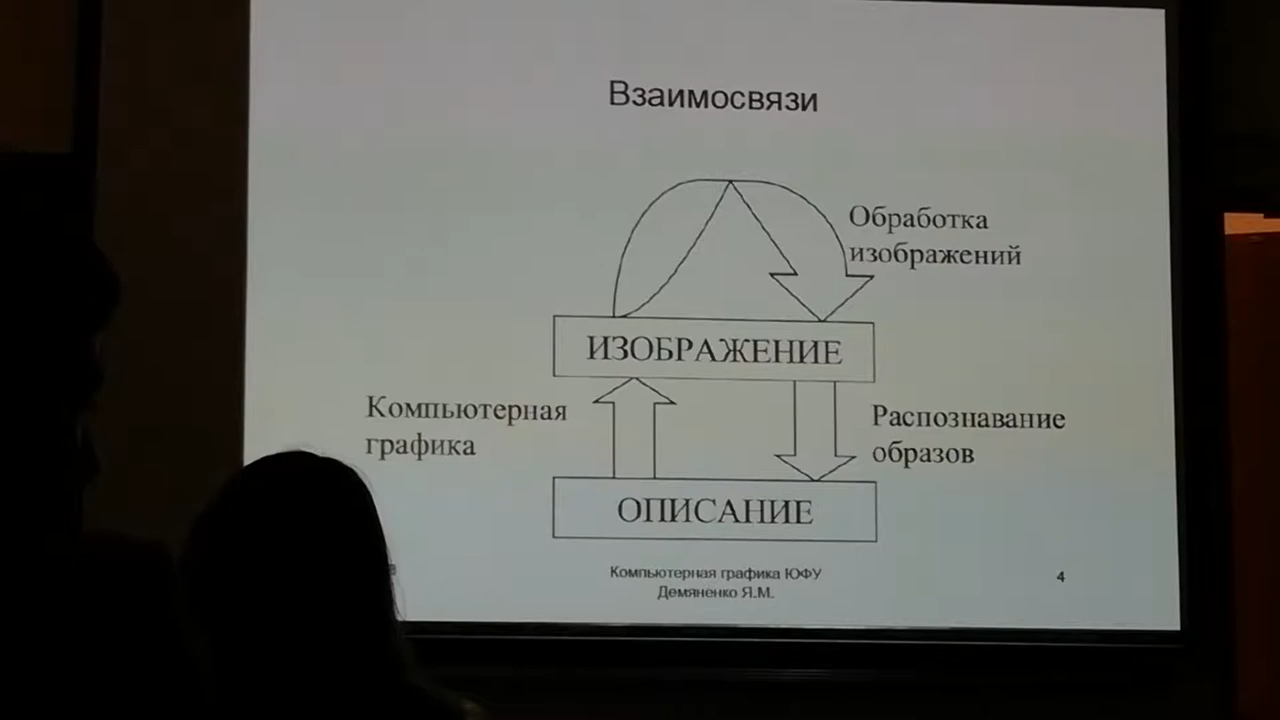 Взаимосвязи
Обработка
изображений
ИЗОБРАЖЕНИЕ
Компьютерная
графика
Распознавание
образов
ОПИСАНИЕ
Компьютерная графика ЮФУ
Демяненко Я.М.
4